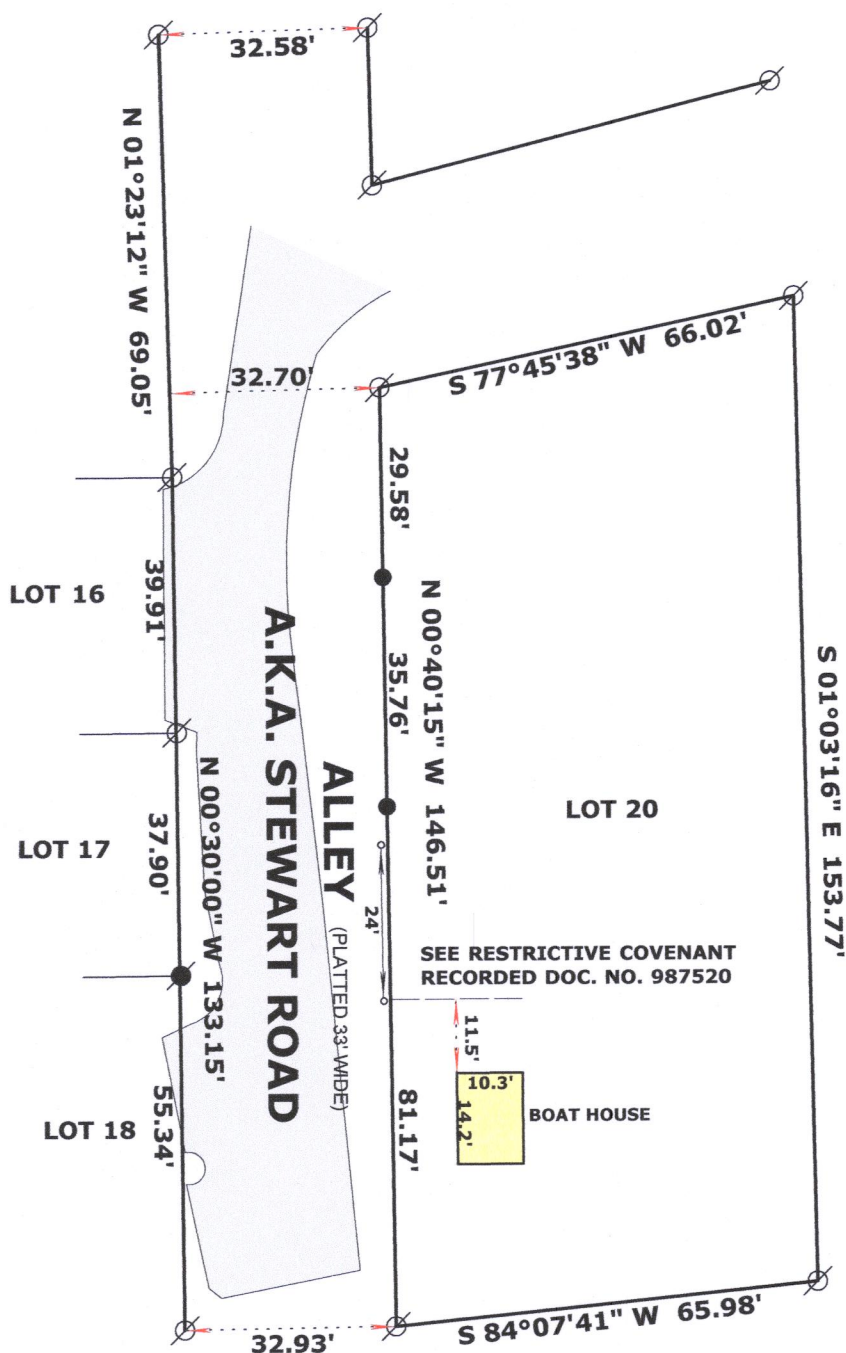 32.58'
N 01°23'12" W 69.05'
32.70'
S 77°45'38" W 66.02'
29.58'
LOT 16
39.91'
A.K.A. STEWART ROAD
ALLEY
(PLATTED 33' WIDE)
35.76'
N 00°40'15" W 146.51'
LOT 20
S 01°03'16" E 153.77'
LOT 17
37.90'
N 00°30'00" W 133.15'
24'
SEE RESTRICTIVE COVENANT
RECORDED DOC. NO. 987520
11.5'
10.3'
14.2'
BOAT HOUSE
LOT 18
55.34'
81.17'
32.93'
S 84°07'41" W 65.98'